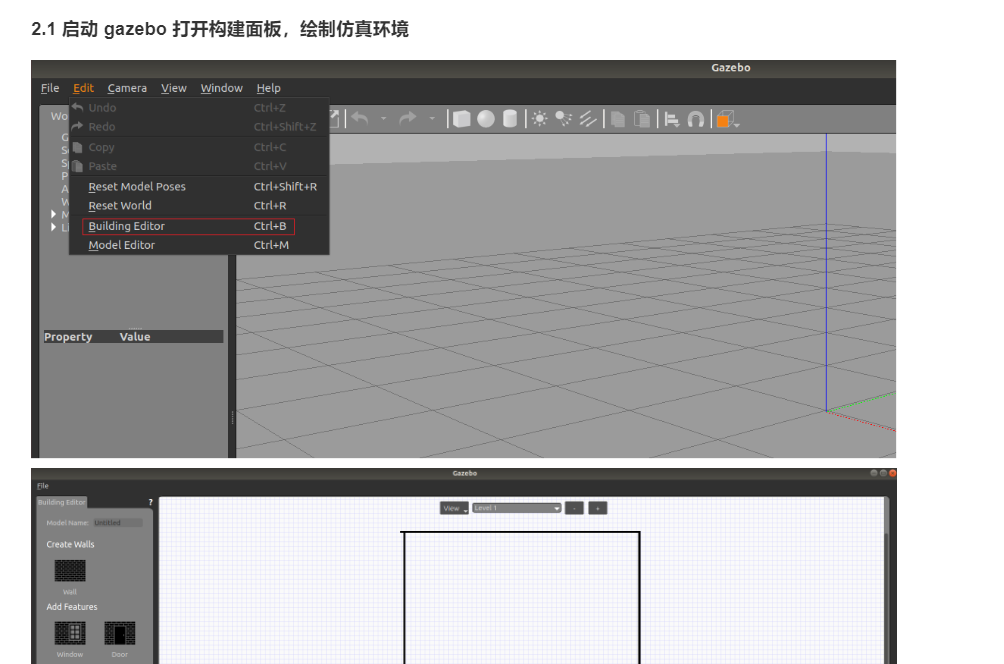 2.1 启动 gazebo 打开构建面板，绘制仿真环境
Gazebo
File Edit Camera View Window Help
Undo Ctrl+Z
Redo Ctrl+Shift+Z
Copy Ctrl+C
Paste Ctrl+V
Reset Model Poses Ctrl+Shift+R
Reset World Ctrl+R
Building Editor Ctrl+B
Model Editor Ctrl+M
Property Value
Gazebo
File
Building Editor ?
View Level 1 - +
Model Name: Untitled
Create Walls
Wall
Add Features
Window Door